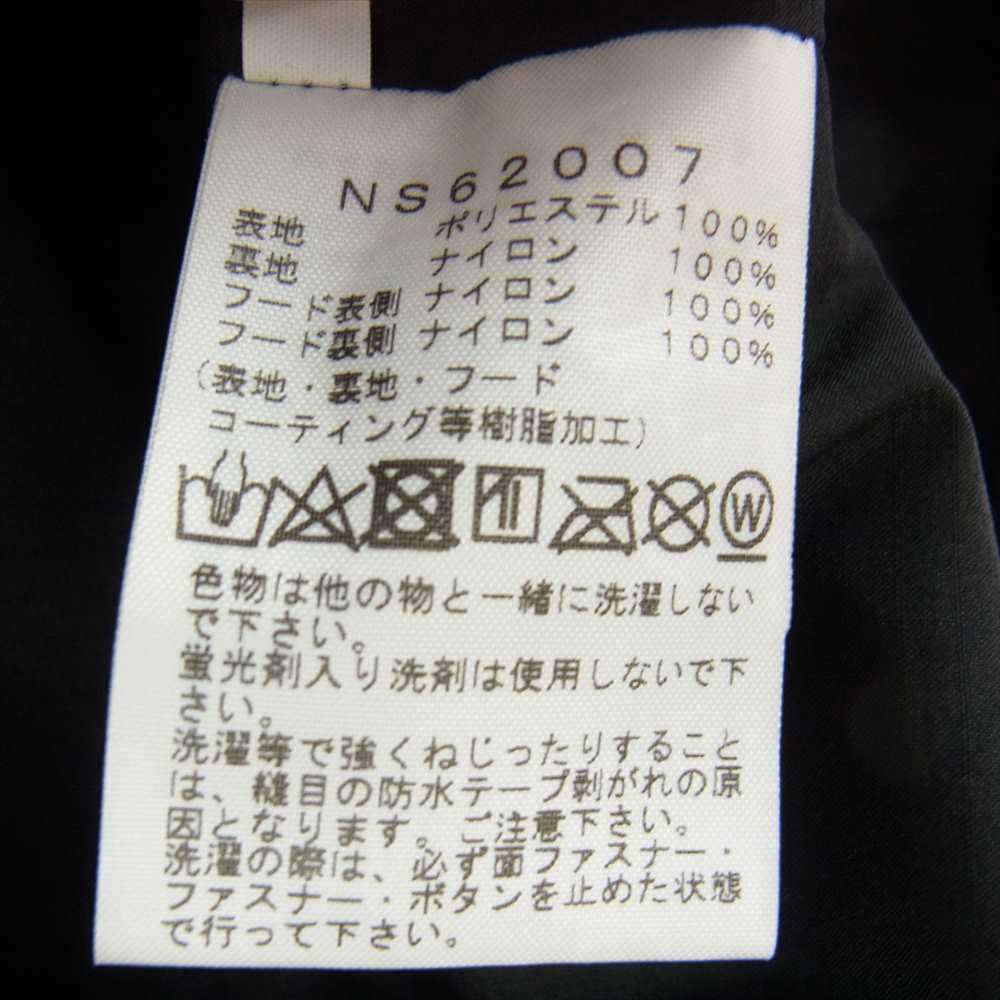 NS62007
表地 ポリエステル 100%
裏地 ナイロン 100%
フード表側 ナイロン 100%
フード裏側 ナイロン 100%
(表地・裏地・フード
コーティング等樹脂加工)
W
色物は他の物と一緒に洗濯しない
で下さい。
蛍光剤入り洗剤は使用しないで下
さい。
洗濯等で強くねじったりすること
は、縫目の防水テープ剥がれの原
因となります。ご注意下さい。
洗濯の際は、必ず面ファスナー・
ファスナー・ボタンを止めた状態
で行って下さい。